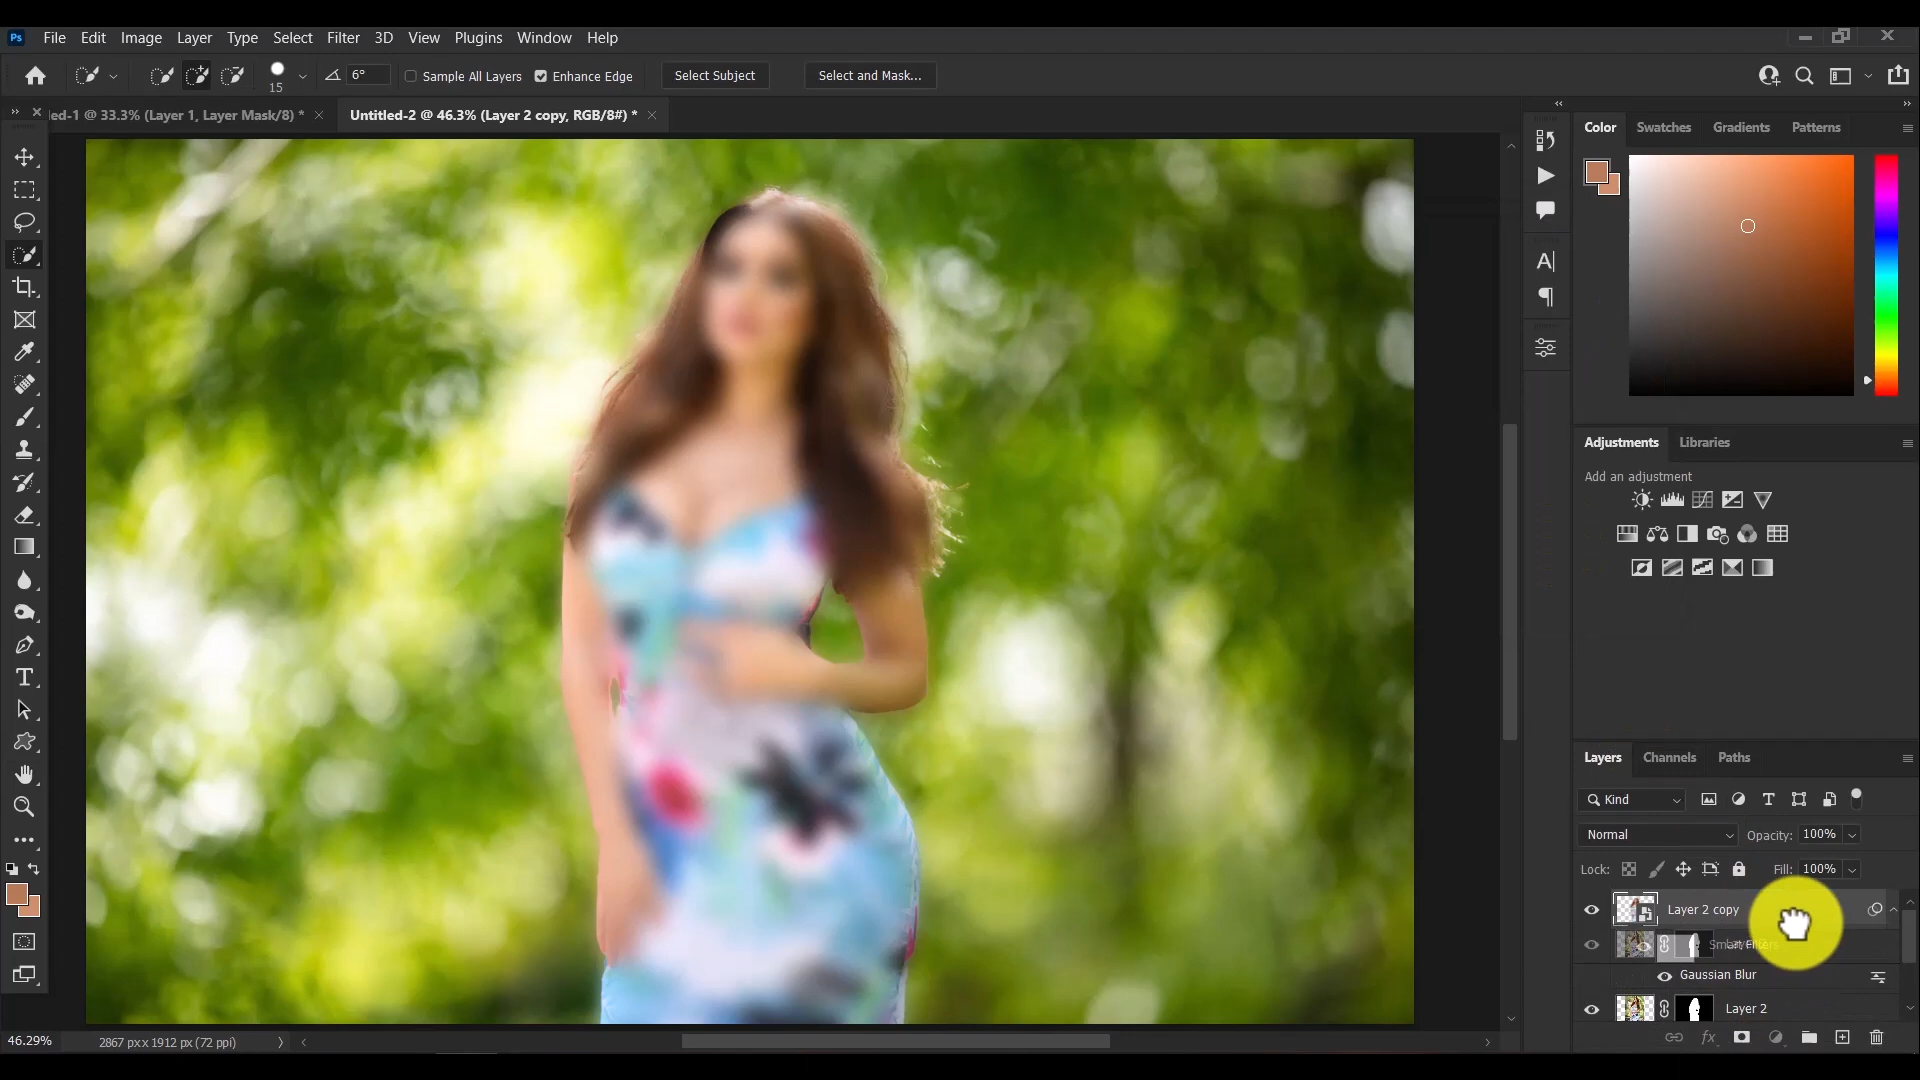 Ps File Edit Image Layer Type Select Filter 3D View Plugins Window Help
15 6° Sample All Layers Enhance Edge Select Subject Select and Mask...
ed-1 @ 33.3% (Layer 1, Layer Mask/8) * Untitled-2 @ 46.3% (Layer 2 copy, RGB/8#) *
Color Swatches Gradients Patterns
Adjustments Libraries
Add an adjustment
Layers Channels Paths
Kind
Normal Opacity: 100%
Lock: Fill: 100%
Layer 2 copy
Smart Filters
Gaussian Blur
Layer 2
46.29% 2867 px x 1912 px (72 ppi)